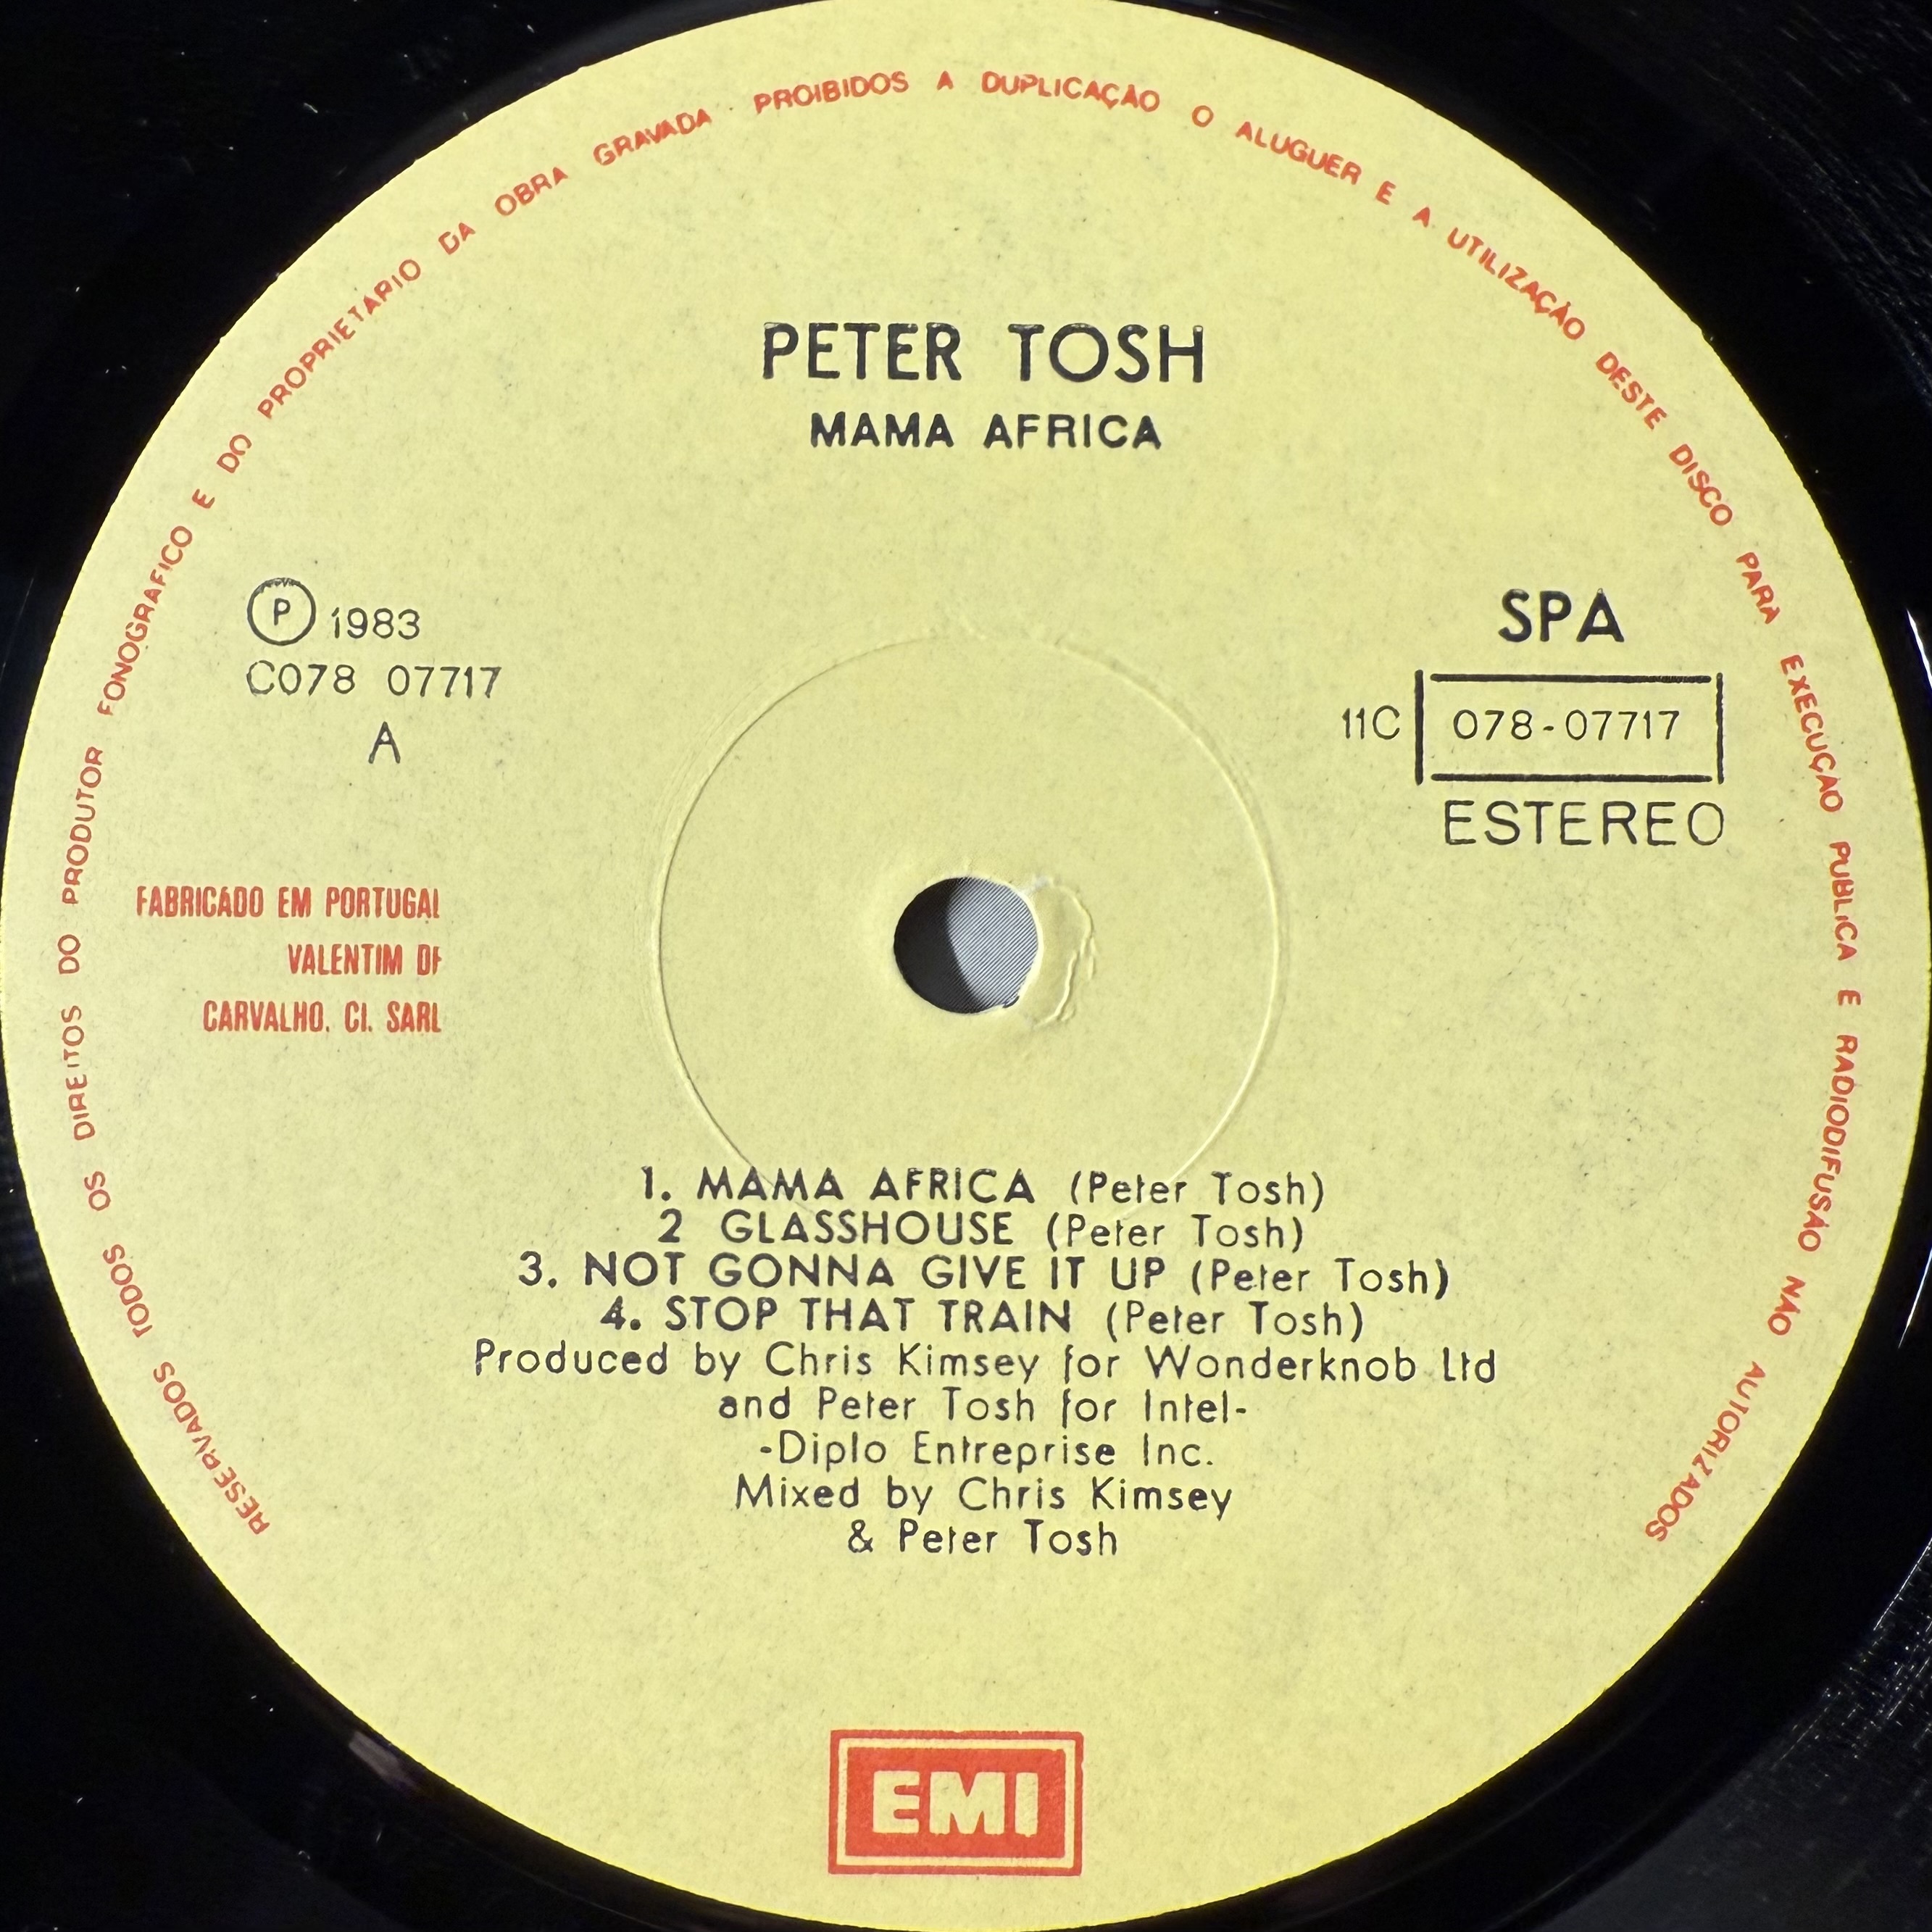 RESERVADOS TODOS OS DIREITOS DO PRODUTOR FONOGRAFICO E DO PROPRIETARIO DA OBRA GRAVADA · PROIBIDOS A DUPLICAÇÃO O ALUGUER E A UTILIZAÇÃO DESTE DISCO PARA EXECUÇÃO PUBLICA E RADIODIFUSÃO NÃO AUTORIZADOS
PETER TOSH
MAMA AFRICA
Ⓟ 1983
C078 07717
A
SPA
11C 078-07717
ESTEREO
FABRICADO EM PORTUGAL
VALENTIM DE
CARVALHO. CI. SARL
1. MAMA AFRICA (Peter Tosh)
2 GLASSHOUSE (Peter Tosh)
3. NOT GONNA GIVE IT UP (Peter Tosh)
4. STOP THAT TRAIN (Peter Tosh)
Produced by Chris Kimsey for Wonderknob Ltd
and Peter Tosh for Intel-
-Diplo Entreprise Inc.
Mixed by Chris Kimsey
& Peter Tosh
EMI